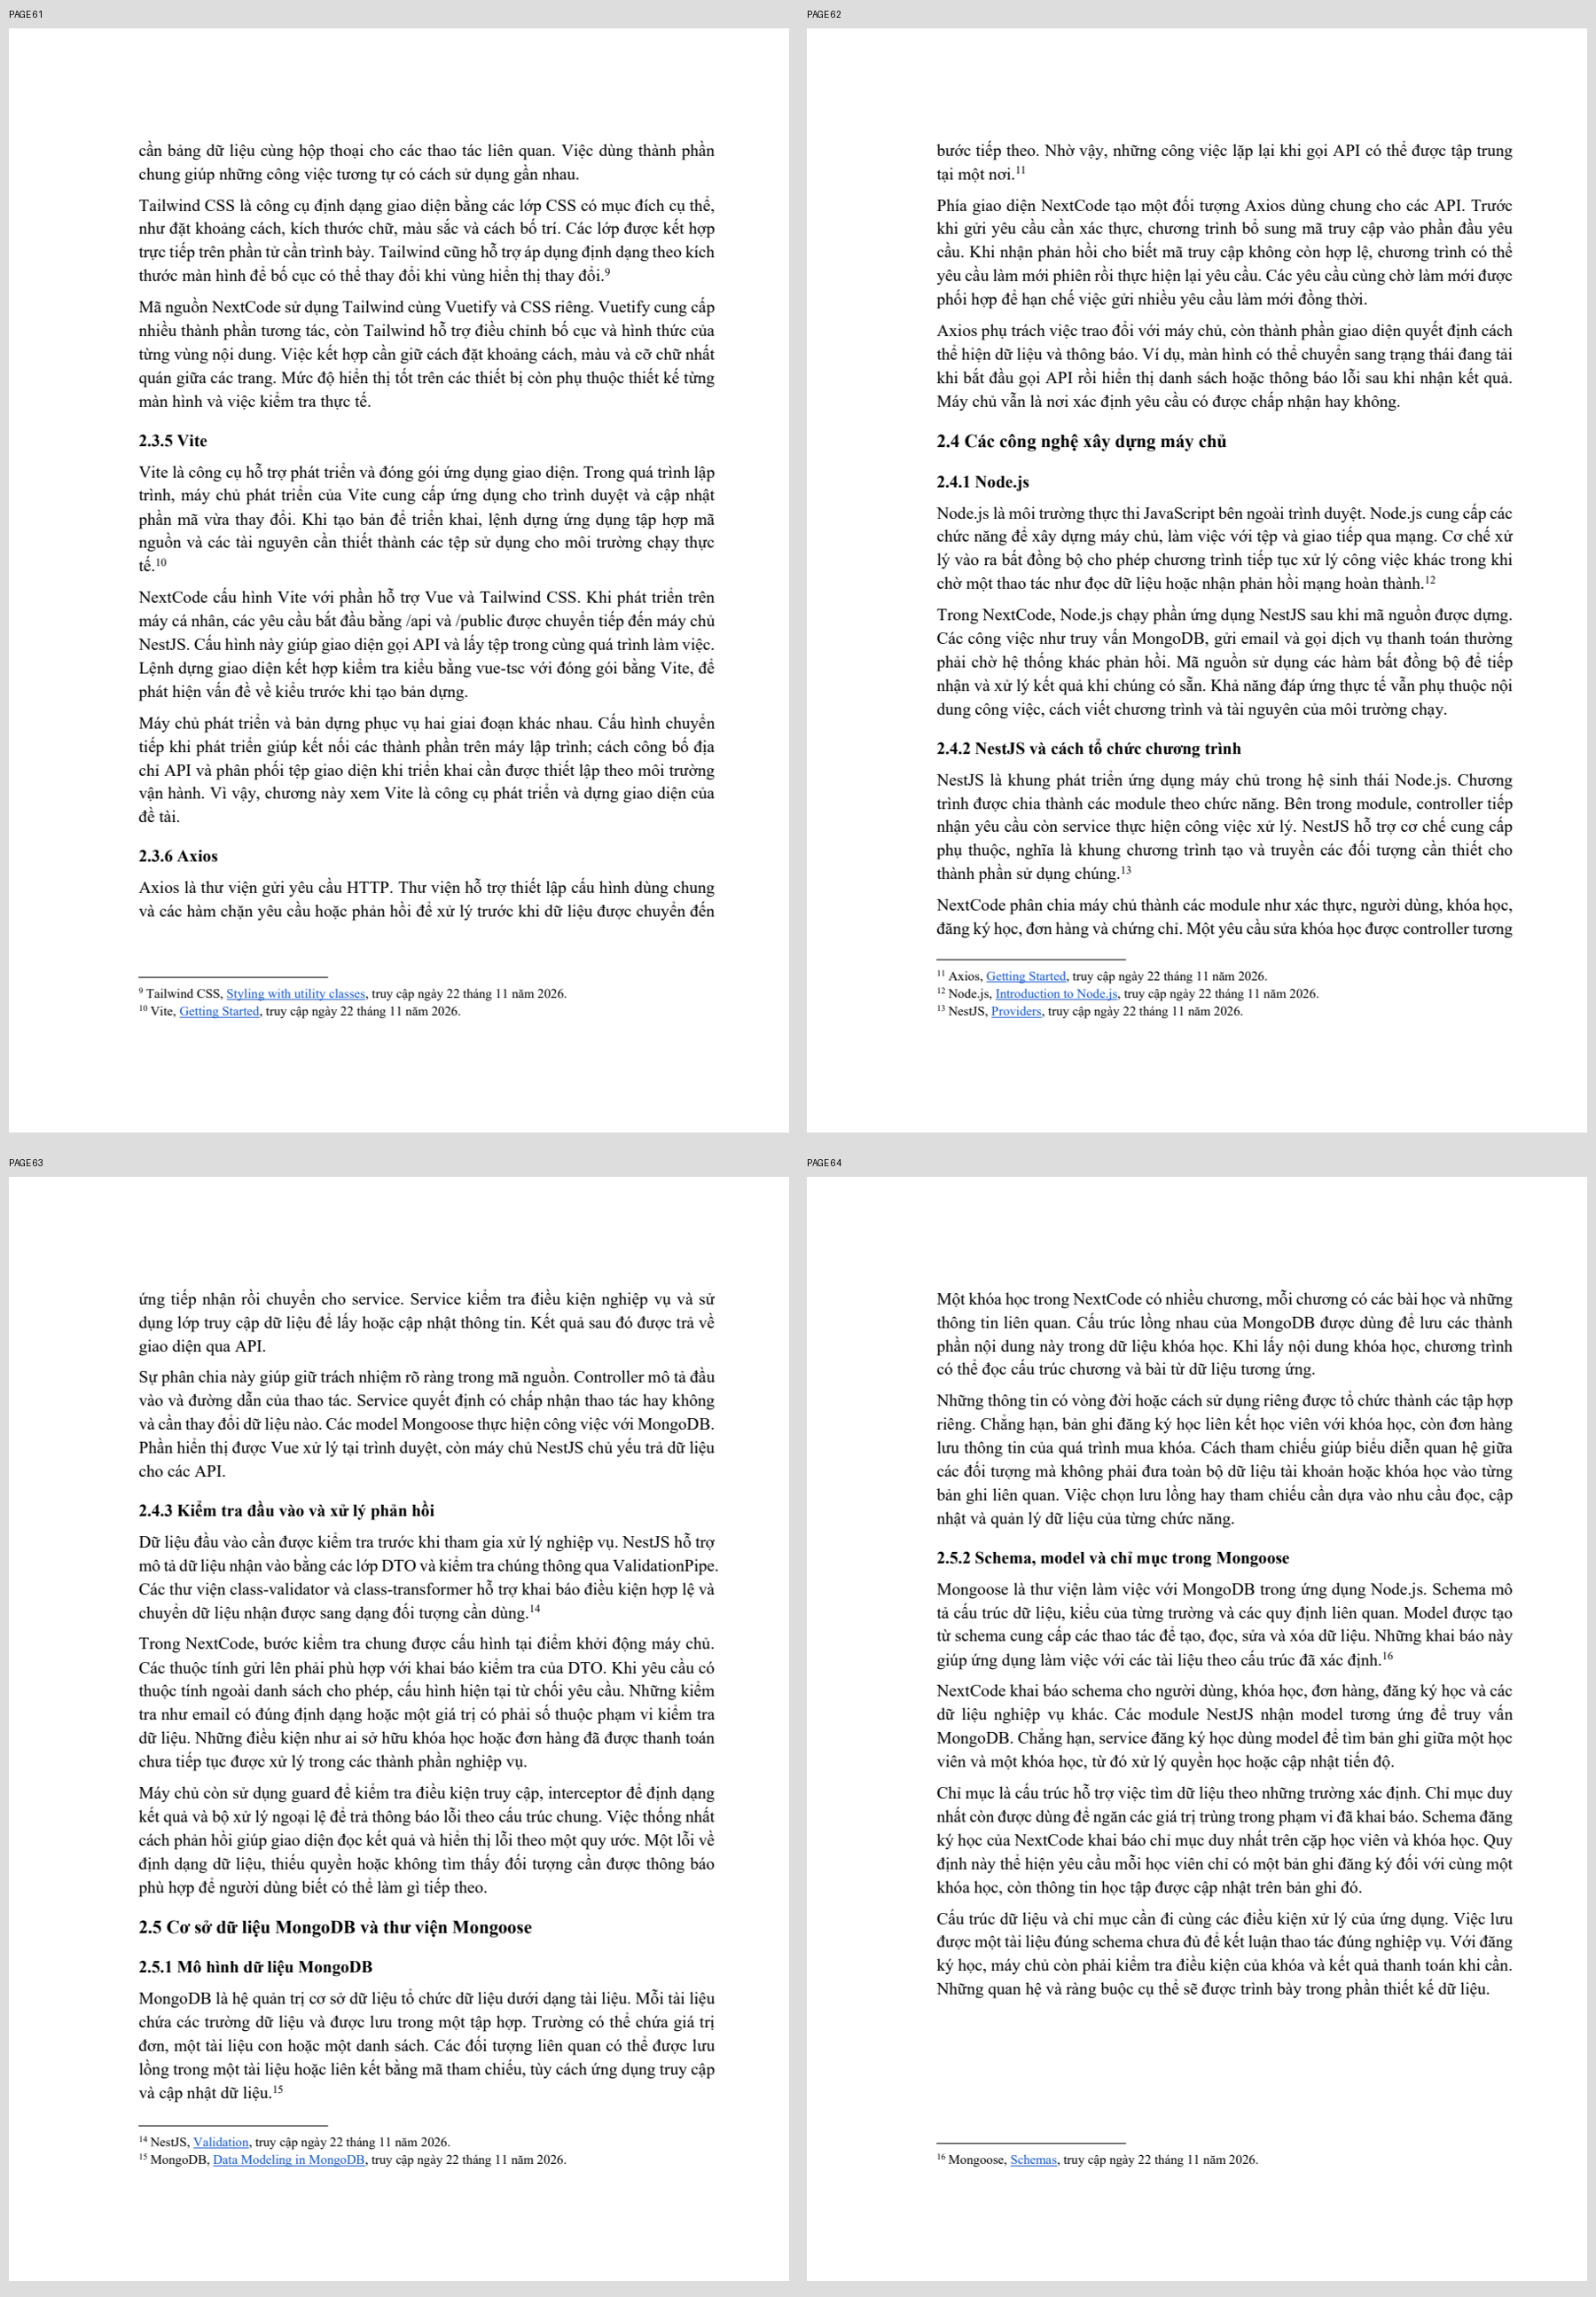 PAGE 61
cần bảng dữ liệu cùng hộp thoại cho các thao tác liên quan. Việc dùng thành phần
chung giúp những công việc tương tự có cách sử dụng gần nhau.
Tailwind CSS là công cụ định dạng giao diện bằng các lớp CSS có mục đích cụ thể,
như đặt khoảng cách, kích thước chữ, màu sắc và cách bố trí. Các lớp được kết hợp
trực tiếp trên phần tử cần trình bày. Tailwind cũng hỗ trợ áp dụng định dạng theo kích
thước màn hình để bố cục có thể thay đổi khi vùng hiển thị thay đổi.⁹
Mã nguồn NextCode sử dụng Tailwind cùng Vuetify và CSS riêng. Vuetify cung cấp
nhiều thành phần tương tác, còn Tailwind hỗ trợ điều chỉnh bố cục và hình thức của
từng vùng nội dung. Việc kết hợp cần giữ cách đặt khoảng cách, màu và cỡ chữ nhất
quán giữa các trang. Mức độ hiển thị tốt trên các thiết bị còn phụ thuộc thiết kế từng
màn hình và việc kiểm tra thực tế.
2.3.5 Vite
Vite là công cụ hỗ trợ phát triển và đóng gói ứng dụng giao diện. Trong quá trình lập
trình, máy chủ phát triển của Vite cung cấp ứng dụng cho trình duyệt và cập nhật
phần mã vừa thay đổi. Khi tạo bản để triển khai, lệnh dựng ứng dụng tập hợp mã
nguồn và các tài nguyên cần thiết thành các tệp sử dụng cho môi trường chạy thực
tế.¹⁰
NextCode cấu hình Vite với phần hỗ trợ Vue và Tailwind CSS. Khi phát triển trên
máy cá nhân, các yêu cầu bắt đầu bằng /api và /public được chuyển tiếp đến máy chủ
NestJS. Cấu hình này giúp giao diện gọi API và lấy tệp trong cùng quá trình làm việc.
Lệnh dựng giao diện kết hợp kiểm tra kiểu bằng vue-tsc với đóng gói bằng Vite, để
phát hiện vấn đề về kiểu trước khi tạo bản dựng.
Máy chủ phát triển và bản dựng phục vụ hai giai đoạn khác nhau. Cấu hình chuyển
tiếp khi phát triển giúp kết nối các thành phần trên máy lập trình; cách công bố địa
chỉ API và phân phối tệp giao diện khi triển khai cần được thiết lập theo môi trường
vận hành. Vì vậy, chương này xem Vite là công cụ phát triển và dựng giao diện của
đề tài.
2.3.6 Axios
Axios là thư viện gửi yêu cầu HTTP. Thư viện hỗ trợ thiết lập cấu hình dùng chung
và các hàm chặn yêu cầu hoặc phản hồi để xử lý trước khi dữ liệu được chuyển đến
⁹ Tailwind CSS, Styling with utility classes, truy cập ngày 22 tháng 11 năm 2026.
¹⁰ Vite, Getting Started, truy cập ngày 22 tháng 11 năm 2026.
PAGE 62
bước tiếp theo. Nhờ vậy, những công việc lặp lại khi gọi API có thể được tập trung
tại một nơi.¹¹
Phía giao diện NextCode tạo một đối tượng Axios dùng chung cho các API. Trước
khi gửi yêu cầu cần xác thực, chương trình bổ sung mã truy cập vào phần đầu yêu
cầu. Khi nhận phản hồi cho biết mã truy cập không còn hợp lệ, chương trình có thể
yêu cầu làm mới phiên rồi thực hiện lại yêu cầu. Các yêu cầu cùng chờ làm mới được
phối hợp để hạn chế việc gửi nhiều yêu cầu làm mới đồng thời.
Axios phụ trách việc trao đổi với máy chủ, còn thành phần giao diện quyết định cách
thể hiện dữ liệu và thông báo. Ví dụ, màn hình có thể chuyển sang trạng thái đang tải
khi bắt đầu gọi API rồi hiển thị danh sách hoặc thông báo lỗi sau khi nhận kết quả.
Máy chủ vẫn là nơi xác định yêu cầu có được chấp nhận hay không.
2.4 Các công nghệ xây dựng máy chủ
2.4.1 Node.js
Node.js là môi trường thực thi JavaScript bên ngoài trình duyệt. Node.js cung cấp các
chức năng để xây dựng máy chủ, làm việc với tệp và giao tiếp qua mạng. Cơ chế xử
lý vào ra bất đồng bộ cho phép chương trình tiếp tục xử lý công việc khác trong khi
chờ một thao tác như đọc dữ liệu hoặc nhận phản hồi mạng hoàn thành.¹²
Trong NextCode, Node.js chạy phần ứng dụng NestJS sau khi mã nguồn được dựng.
Các công việc như truy vấn MongoDB, gửi email và gọi dịch vụ thanh toán thường
phải chờ hệ thống khác phản hồi. Mã nguồn sử dụng các hàm bất đồng bộ để tiếp
nhận và xử lý kết quả khi chúng có sẵn. Khả năng đáp ứng thực tế vẫn phụ thuộc nội
dung công việc, cách viết chương trình và tài nguyên của môi trường chạy.
2.4.2 NestJS và cách tổ chức chương trình
NestJS là khung phát triển ứng dụng máy chủ trong hệ sinh thái Node.js. Chương
trình được chia thành các module theo chức năng. Bên trong module, controller tiếp
nhận yêu cầu còn service thực hiện công việc xử lý. NestJS hỗ trợ cơ chế cung cấp
phụ thuộc, nghĩa là khung chương trình tạo và truyền các đối tượng cần thiết cho
thành phần sử dụng chúng.¹³
NextCode phân chia máy chủ thành các module như xác thực, người dùng, khóa học,
đăng ký học, đơn hàng và chứng chỉ. Một yêu cầu sửa khóa học được controller tương
¹¹ Axios, Getting Started, truy cập ngày 22 tháng 11 năm 2026.
¹² Node.js, Introduction to Node.js, truy cập ngày 22 tháng 11 năm 2026.
¹³ NestJS, Providers, truy cập ngày 22 tháng 11 năm 2026.
PAGE 63
ứng tiếp nhận rồi chuyển cho service. Service kiểm tra điều kiện nghiệp vụ và sử
dụng lớp truy cập dữ liệu để lấy hoặc cập nhật thông tin. Kết quả sau đó được trả về
giao diện qua API.
Sự phân chia này giúp giữ trách nhiệm rõ ràng trong mã nguồn. Controller mô tả đầu
vào và đường dẫn của thao tác. Service quyết định có chấp nhận thao tác hay không
và cần thay đổi dữ liệu nào. Các model Mongoose thực hiện công việc với MongoDB.
Phần hiển thị được Vue xử lý tại trình duyệt, còn máy chủ NestJS chủ yếu trả dữ liệu
cho các API.
2.4.3 Kiểm tra đầu vào và xử lý phản hồi
Dữ liệu đầu vào cần được kiểm tra trước khi tham gia xử lý nghiệp vụ. NestJS hỗ trợ
mô tả dữ liệu nhận vào bằng các lớp DTO và kiểm tra chúng thông qua ValidationPipe.
Các thư viện class-validator và class-transformer hỗ trợ khai báo điều kiện hợp lệ và
chuyển dữ liệu nhận được sang dạng đối tượng cần dùng.¹⁴
Trong NextCode, bước kiểm tra chung được cấu hình tại điểm khởi động máy chủ.
Các thuộc tính gửi lên phải phù hợp với khai báo kiểm tra của DTO. Khi yêu cầu có
thuộc tính ngoài danh sách cho phép, cấu hình hiện tại từ chối yêu cầu. Những kiểm
tra như email có đúng định dạng hoặc một giá trị có phải số thuộc phạm vi kiểm tra
dữ liệu. Những điều kiện như ai sở hữu khóa học hoặc đơn hàng đã được thanh toán
chưa tiếp tục được xử lý trong các thành phần nghiệp vụ.
Máy chủ còn sử dụng guard để kiểm tra điều kiện truy cập, interceptor để định dạng
kết quả và bộ xử lý ngoại lệ để trả thông báo lỗi theo cấu trúc chung. Việc thống nhất
cách phản hồi giúp giao diện đọc kết quả và hiển thị lỗi theo một quy ước. Một lỗi về
định dạng dữ liệu, thiếu quyền hoặc không tìm thấy đối tượng cần được thông báo
phù hợp để người dùng biết có thể làm gì tiếp theo.
2.5 Cơ sở dữ liệu MongoDB và thư viện Mongoose
2.5.1 Mô hình dữ liệu MongoDB
MongoDB là hệ quản trị cơ sở dữ liệu tổ chức dữ liệu dưới dạng tài liệu. Mỗi tài liệu
chứa các trường dữ liệu và được lưu trong một tập hợp. Trường có thể chứa giá trị
đơn, một tài liệu con hoặc một danh sách. Các đối tượng liên quan có thể được lưu
lồng trong một tài liệu hoặc liên kết bằng mã tham chiếu, tùy cách ứng dụng truy cập
và cập nhật dữ liệu.¹⁵
¹⁴ NestJS, Validation, truy cập ngày 22 tháng 11 năm 2026.
¹⁵ MongoDB, Data Modeling in MongoDB, truy cập ngày 22 tháng 11 năm 2026.
PAGE 64
Một khóa học trong NextCode có nhiều chương, mỗi chương có các bài học và những
thông tin liên quan. Cấu trúc lồng nhau của MongoDB được dùng để lưu các thành
phần nội dung này trong dữ liệu khóa học. Khi lấy nội dung khóa học, chương trình
có thể đọc cấu trúc chương và bài từ dữ liệu tương ứng.
Những thông tin có vòng đời hoặc cách sử dụng riêng được tổ chức thành các tập hợp
riêng. Chẳng hạn, bản ghi đăng ký học liên kết học viên với khóa học, còn đơn hàng
lưu thông tin của quá trình mua khóa. Cách tham chiếu giúp biểu diễn quan hệ giữa
các đối tượng mà không phải đưa toàn bộ dữ liệu tài khoản hoặc khóa học vào từng
bản ghi liên quan. Việc chọn lưu lồng hay tham chiếu cần dựa vào nhu cầu đọc, cập
nhật và quản lý dữ liệu của từng chức năng.
2.5.2 Schema, model và chỉ mục trong Mongoose
Mongoose là thư viện làm việc với MongoDB trong ứng dụng Node.js. Schema mô
tả cấu trúc dữ liệu, kiểu của từng trường và các quy định liên quan. Model được tạo
từ schema cung cấp các thao tác để tạo, đọc, sửa và xóa dữ liệu. Những khai báo này
giúp ứng dụng làm việc với các tài liệu theo cấu trúc đã xác định.¹⁶
NextCode khai báo schema cho người dùng, khóa học, đơn hàng, đăng ký học và các
dữ liệu nghiệp vụ khác. Các module NestJS nhận model tương ứng để truy vấn
MongoDB. Chẳng hạn, service đăng ký học dùng model để tìm bản ghi giữa một học
viên và một khóa học, từ đó xử lý quyền học hoặc cập nhật tiến độ.
Chỉ mục là cấu trúc hỗ trợ việc tìm dữ liệu theo những trường xác định. Chỉ mục duy
nhất còn được dùng để ngăn các giá trị trùng trong phạm vi đã khai báo. Schema đăng
ký học của NextCode khai báo chỉ mục duy nhất trên cặp học viên và khóa học. Quy
định này thể hiện yêu cầu mỗi học viên chỉ có một bản ghi đăng ký đối với cùng một
khóa học, còn thông tin học tập được cập nhật trên bản ghi đó.
Cấu trúc dữ liệu và chỉ mục cần đi cùng các điều kiện xử lý của ứng dụng. Việc lưu
được một tài liệu đúng schema chưa đủ để kết luận thao tác đúng nghiệp vụ. Với đăng
ký học, máy chủ còn phải kiểm tra điều kiện của khóa và kết quả thanh toán khi cần.
Những quan hệ và ràng buộc cụ thể sẽ được trình bày trong phần thiết kế dữ liệu.
¹⁶ Mongoose, Schemas, truy cập ngày 22 tháng 11 năm 2026.